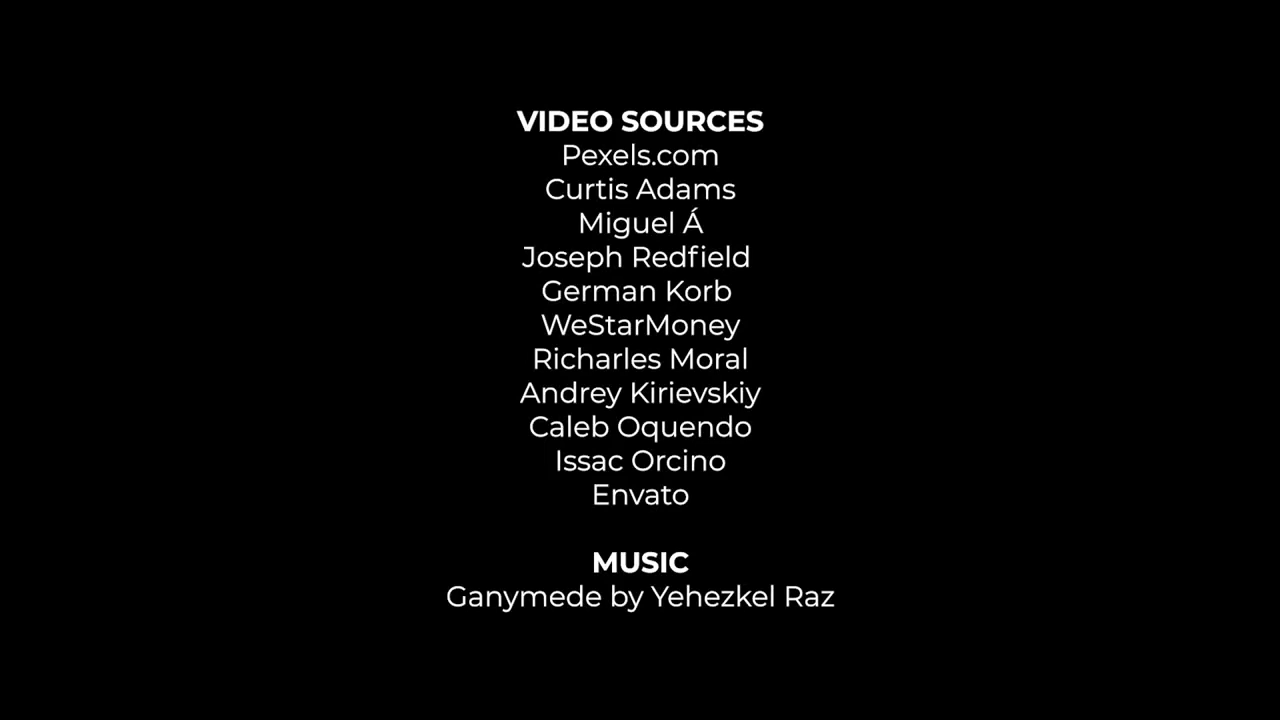 VIDEO SOURCES
Pexels.com
Curtis Adams
Miguel Á
Joseph Redfield
German Korb
WeStarMoney
Richarles Moral
Andrey Kirievskiy
Caleb Oquendo
Issac Orcino
Envato
MUSIC
Ganymede by Yehezkel Raz